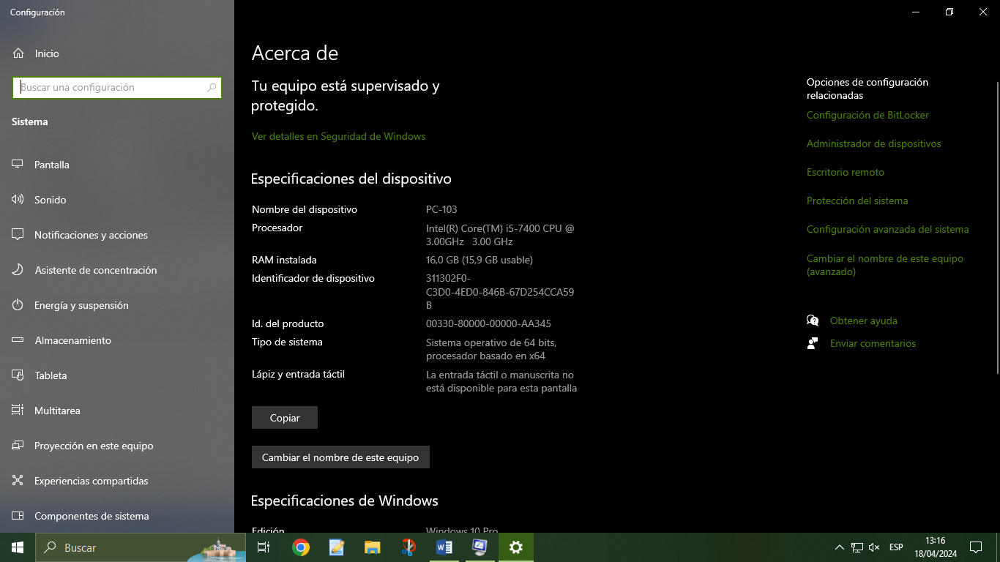 Configuración
Inicio
Buscar una configuración
Sistema
Pantalla
Sonido
Notificaciones y acciones
Asistente de concentración
Energía y suspensión
Almacenamiento
Tableta
Multitarea
Proyección en este equipo
Experiencias compartidas
Componentes de sistema
Acerca de
Tu equipo está supervisado y
protegido.
Ver detalles en Seguridad de Windows
Especificaciones del dispositivo
Nombre del dispositivo PC-103
Procesador Intel(R) Core(TM) i5-7400 CPU @
3.00GHz 3.00 GHz
RAM instalada 16,0 GB (15,9 GB usable)
Identificador de dispositivo 311302F0-
C3D0-4ED0-846B-67D254CCA59
B
Id. del producto 00330-80000-00000-AA345
Tipo de sistema Sistema operativo de 64 bits,
procesador basado en x64
Lápiz y entrada táctil La entrada táctil o manuscrita no
está disponible para esta pantalla
Copiar
Cambiar el nombre de este equipo
Especificaciones de Windows
Edición Windows 10 Pro
Opciones de configuración
relacionadas
Configuración de BitLocker
Administrador de dispositivos
Escritorio remoto
Protección del sistema
Configuración avanzada del sistema
Cambiar el nombre de este equipo
(avanzado)
Obtener ayuda
Enviar comentarios
Buscar
ESP
13:16
18/04/2024